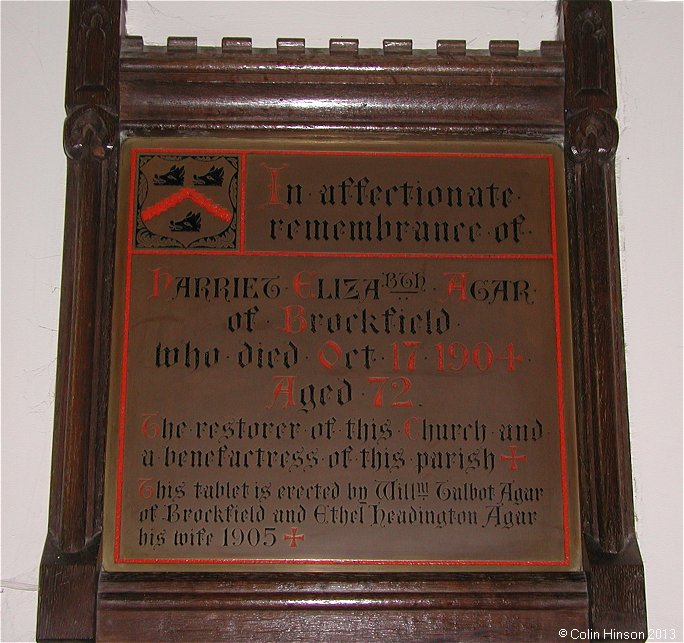 In · affectionate ·
remembrance of ·
HARRIET · ELIZABTH · AGAR ·
of · Brockfield ·
who · died · Oct · 17 · 1904 ·
Aged · 72 .
The · restorer · of · this · Church · and
a · benefactress · of · this · parish
This tablet is erected by Willm Talbot Agar
of Brockfield and Ethel Headington Agar
his wife 1905
©Colin Hinson 2013